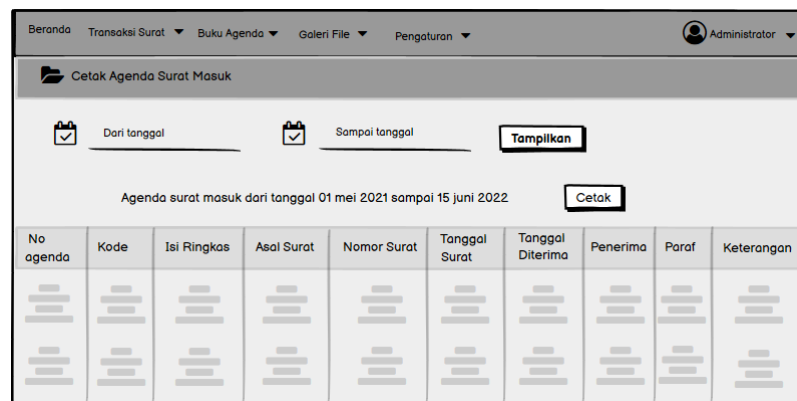 Beranda Transaksi Surat Buku Agenda Galeri File Pengaturan Administrator
Cetak Agenda Surat Masuk
Dari tanggal Sampai tanggal Tampilkan
Agenda surat masuk dari tanggal 01 mei 2021 sampai 15 juni 2022 Cetak
No agenda Kode Isi Ringkas Asal Surat Nomor Surat Tanggal Surat Tanggal Diterima Penerima Paraf Keterangan